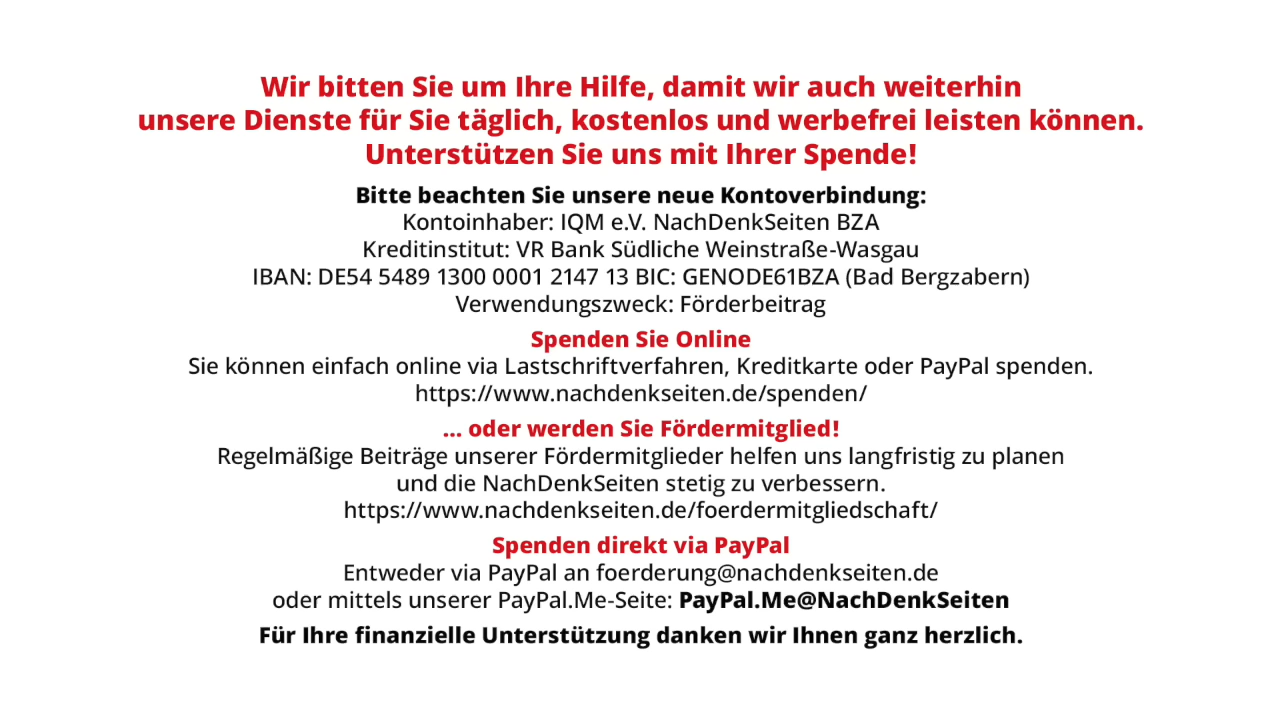 Wir bitten Sie um Ihre Hilfe, damit wir auch weiterhin
unsere Dienste für Sie täglich, kostenlos und werbefrei leisten können.
Unterstützen Sie uns mit Ihrer Spende!
Bitte beachten Sie unsere neue Kontoverbindung:
Kontoinhaber: IQM e.V. NachDenkSeiten BZA
Kreditinstitut: VR Bank Südliche Weinstraße-Wasgau
IBAN: DE54 5489 1300 0001 2147 13 BIC: GENODE61BZA (Bad Bergzabern)
Verwendungszweck: Förderbeitrag
Spenden Sie Online
Sie können einfach online via Lastschriftverfahren, Kreditkarte oder PayPal spenden.
https://www.nachdenkseiten.de/spenden/
... oder werden Sie Fördermitglied!
Regelmäßige Beiträge unserer Fördermitglieder helfen uns langfristig zu planen
und die NachDenkSeiten stetig zu verbessern.
https://www.nachdenkseiten.de/foerdermitgliedschaft/
Spenden direkt via PayPal
Entweder via PayPal an foerderung@nachdenkseiten.de
oder mittels unserer PayPal.Me-Seite: PayPal.Me@NachDenkSeiten
Für Ihre finanzielle Unterstützung danken wir Ihnen ganz herzlich.